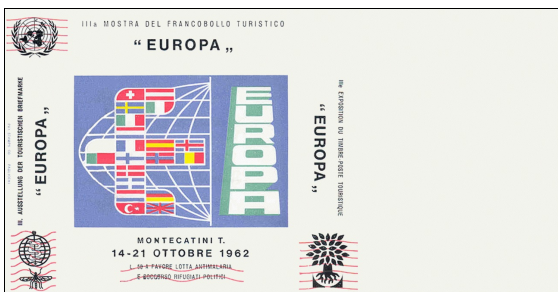 IIIa MOSTRA DEL FRANCOBOLLO TURISTICO
“ EUROPA „
III. AUSSTELLUNG DER TOURISTISCHEN BRIEFMARKE
“ EUROPA „
EUROPA
“ EUROPA „
IIIe EXPOSITION DU TIMBRE-POSTE TOURISTIQUE
MONTECATINI T.
14-21 OTTOBRE 1962
L. 50 A FAVORE LOTTA ANTIMALARIA
E SOCCORSO RIFUGIATI POLITICI